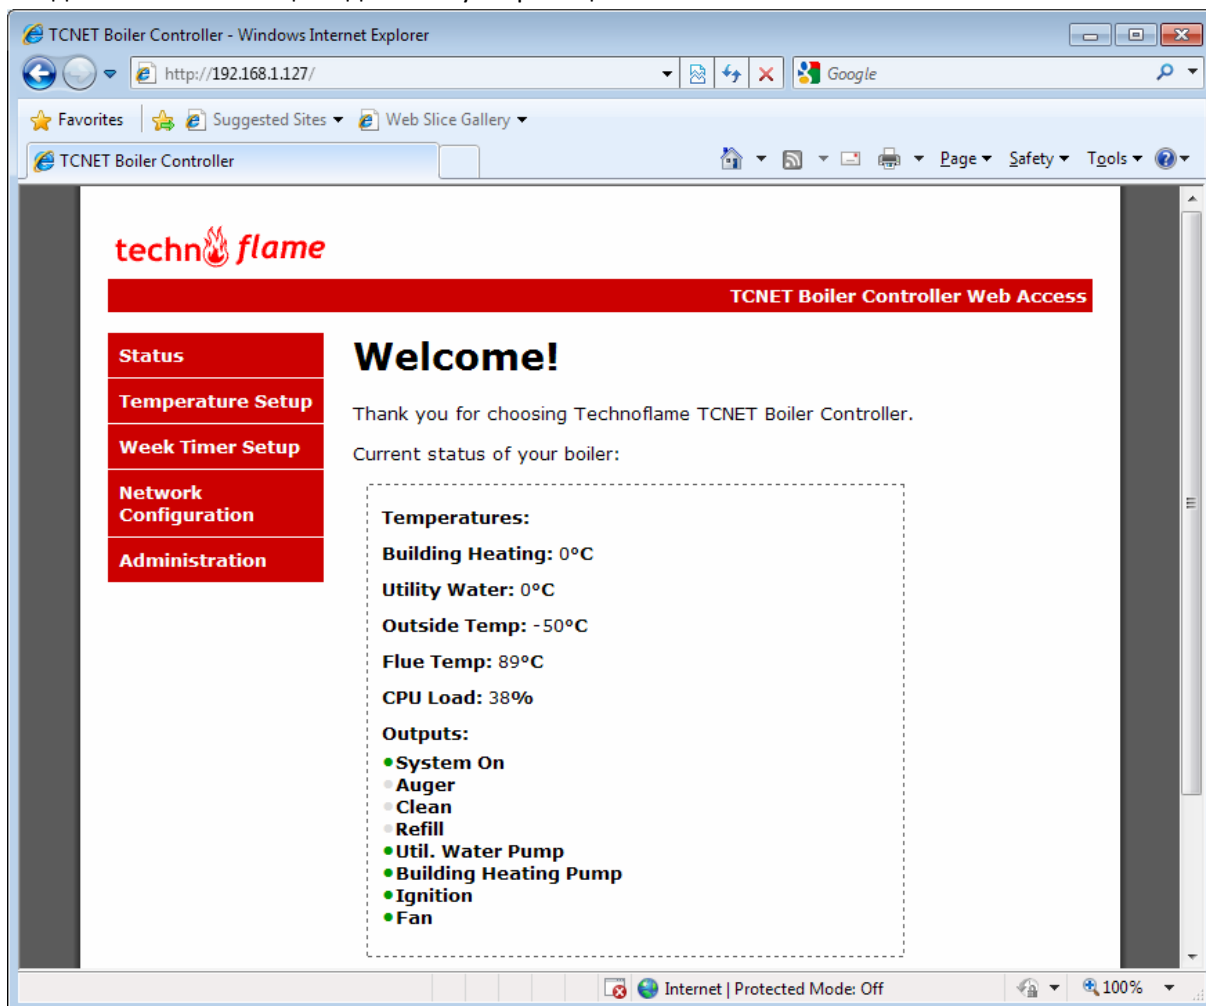 TCNET Boiler Controller - Windows Internet Explorer
http://192.168.1.127/
Google
Favorites
Suggested Sites
Web Slice Gallery
TCNET Boiler Controller
Page
Safety
Tools
techno flame
TCNET Boiler Controller Web Access
Status
Temperature Setup
Week Timer Setup
Network
Configuration
Administration
Welcome!
Thank you for choosing Technoflame TCNET Boiler Controller.
Current status of your boiler:
Temperatures:
Building Heating: 0°C
Utility Water: 0°C
Outside Temp: -50°C
Flue Temp: 89°C
CPU Load: 38%
Outputs:
System On
Auger
Clean
Refill
Util. Water Pump
Building Heating Pump
Ignition
Fan
Internet | Protected Mode: Off
100%